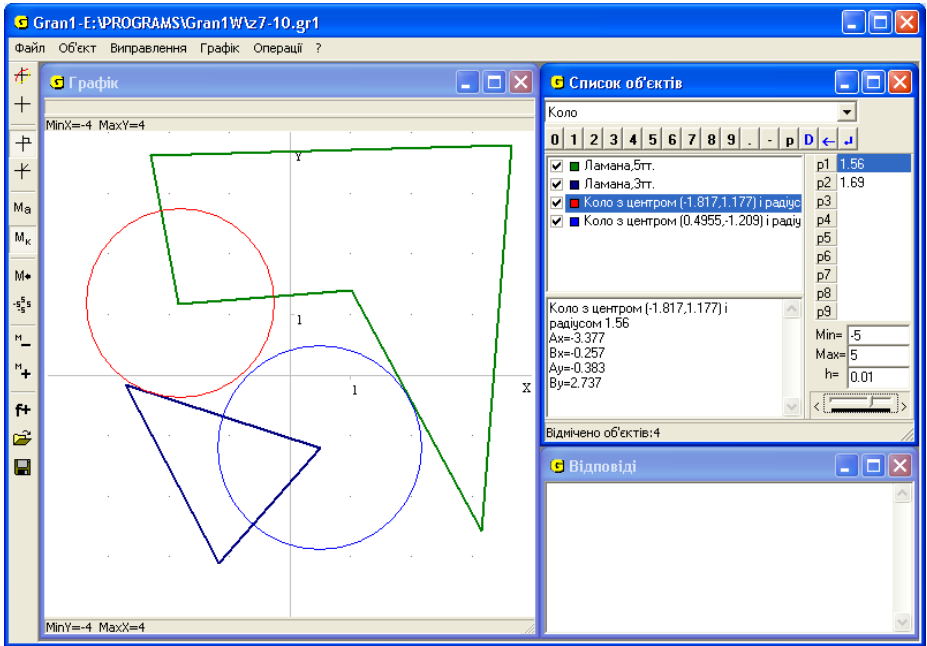 Gran1-E:\PROGRAMS\Gran1W\z7-10.gr1
Файл Об'єкт Виправлення Графік Операції ?
Графік
MinX=-4 MaxY=4
Y
1
1
X
MinY=-4 MaxX=4
Ma
Mк
M
S S S S
M
M +
f+
Список об'єктів
Коло
0 1 2 3 4 5 6 7 8 9 . - p D ←
Ламана,5тт.
Ламана,3тт.
Коло з центром (-1.817,1.177) і радіус
Коло з центром (0.4955,-1.209) і радіу
p1 1.56
p2 1.69
p3
p4
p5
p6
p7
p8
p9
Коло з центром (-1.817,1.177) і
радіусом 1.56
Ax=-3.377
Bx=-0.257
Ay=-0.383
By=2.737
Min= -5
Max= 5
h= 0.01
< >
Відмічено об'єктів:4
Відповіді